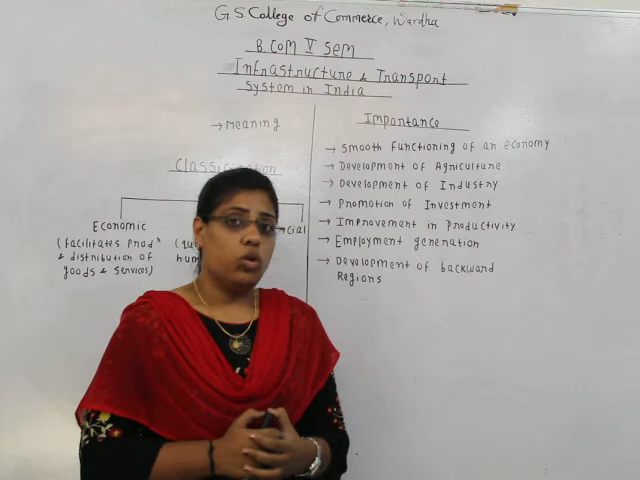 G.S. College of Commerce, Wardha
B.COM V Sem
Infrastructure & Transport
System in India
→ Meaning
Economic
(facilitates Prodⁿ
& distribution of
goods & services)
Importance
→ Smooth functioning of an economy
→ Development of Agriculture
→ Development of Industry
→ Promotion of Investment
→ Improvement in Productivity
→ Employment generation
→ Development of backward
Regions